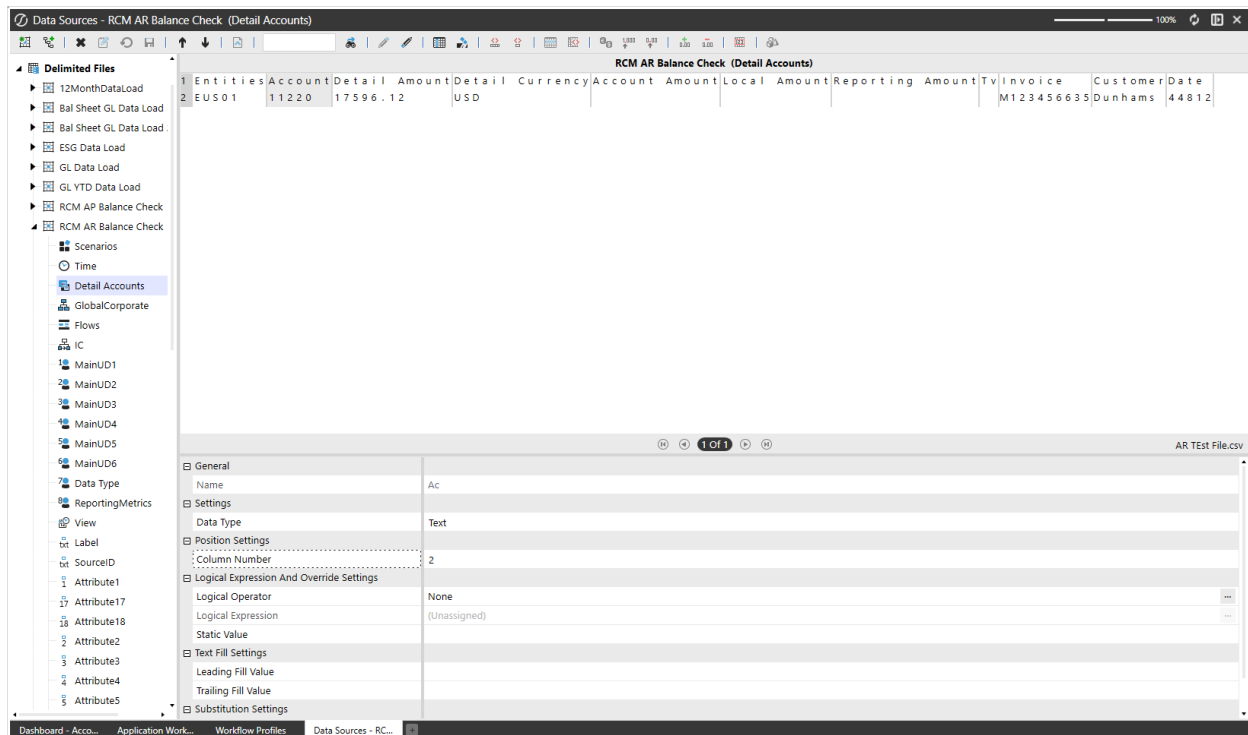 Data Sources - RCM AR Balance Check (Detail Accounts)
100%
RCM AR Balance Check (Detail Accounts)
Delimited Files
12MonthDataLoad
Bal Sheet GL Data Load
Bal Sheet GL Data Load .
ESG Data Load
GL Data Load
GL YTD Data Load
RCM AP Balance Check
RCM AR Balance Check
Scenarios
Time
Detail Accounts
GlobalCorporate
Flows
IC
MainUD1
MainUD2
MainUD3
MainUD4
MainUD5
MainUD6
Data Type
ReportingMetrics
View
Label
SourceID
Attribute1
Attribute17
Attribute18
Attribute2
Attribute3
Attribute4
Attribute5
1 Entities Account Detail Amount Detail Currency Account Amount Local Amount Reporting Amount Tv Invoice Customer Date
2 EUS01 11220 17596.12 USD M123456635 Dunhams 44812
1 Of 1
AR TEst File.csv
General
Name Ac
Settings
Data Type Text
Position Settings
Column Number 2
Logical Expression And Override Settings
Logical Operator None ...
Logical Expression (Unassigned) ...
Static Value
Text Fill Settings
Leading Fill Value
Trailing Fill Value
Substitution Settings
Dashboard - Acco... Application Work... Workflow Profiles Data Sources - RC... +